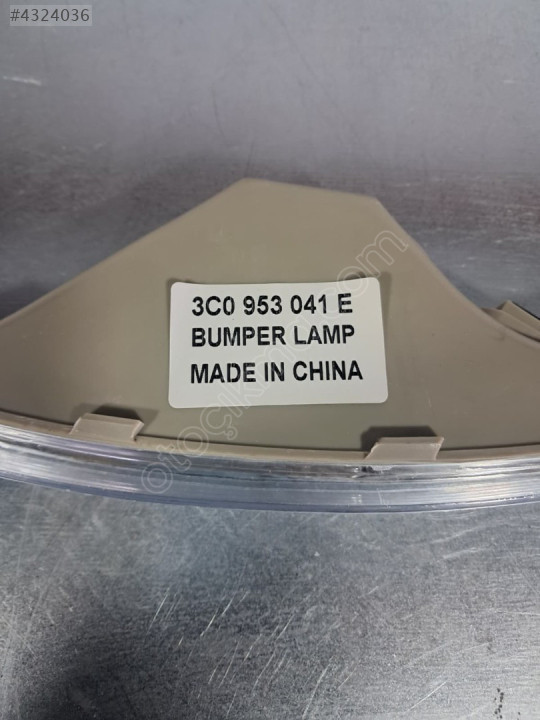 #4324036
3C0 953 041 E
BUMPER LAMP
MADE IN CHINA